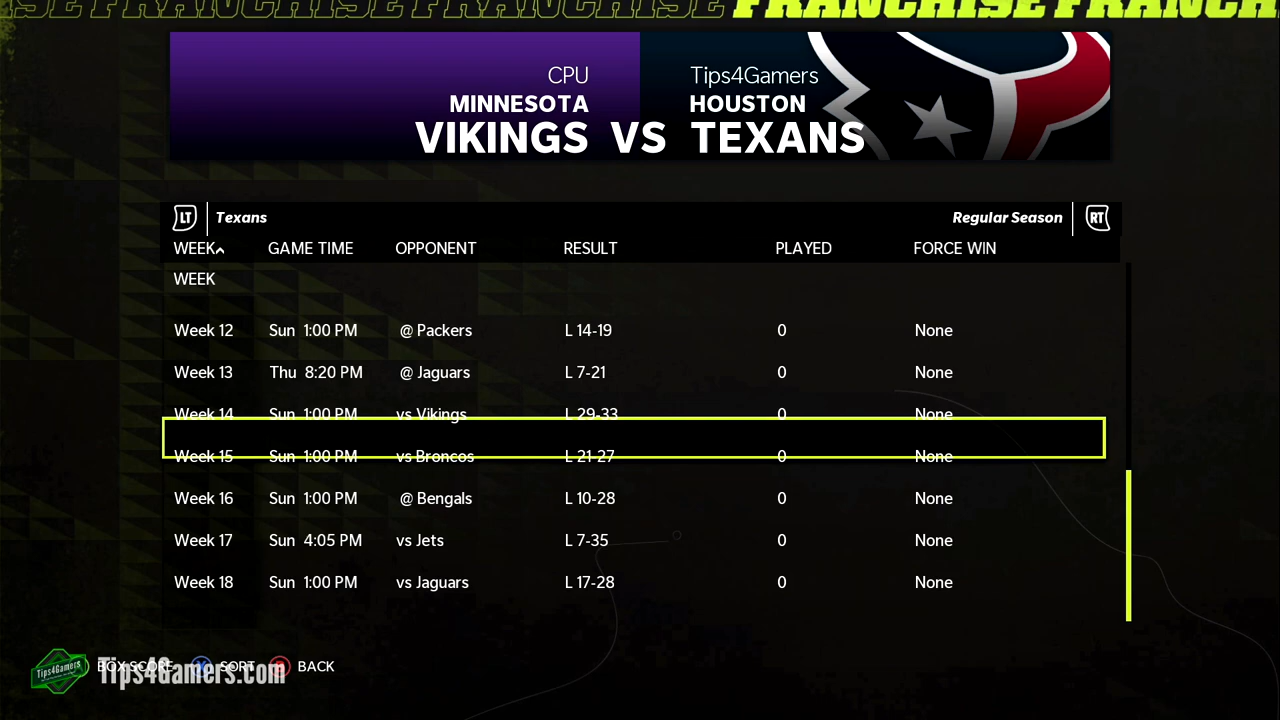 SE FRANCHISE FRANCHISE FRANCHISE FRANCH
CPU
MINNESOTA
VIKINGS VS TEXANS
Tips4Gamers
HOUSTON
LT Texans Regular Season RT
WEEK GAME TIME OPPONENT RESULT PLAYED FORCE WIN
WEEK
Week 12 Sun 1:00 PM @ Packers L 14-19 0 None
Week 13 Thu 8:20 PM @ Jaguars L 7-21 0 None
Week 14 Sun 1:00 PM vs Vikings L 29-33 0 None
Week 15 Sun 1:00 PM vs Broncos L 21-27 0 None
Week 16 Sun 1:00 PM @ Bengals L 10-28 0 None
Week 17 Sun 4:05 PM vs Jets L 7-35 0 None
Week 18 Sun 1:00 PM vs Jaguars L 17-28 0 None
BOX SCORE X SORT B BACK
Tips4Gamers Tips4Gamers.com